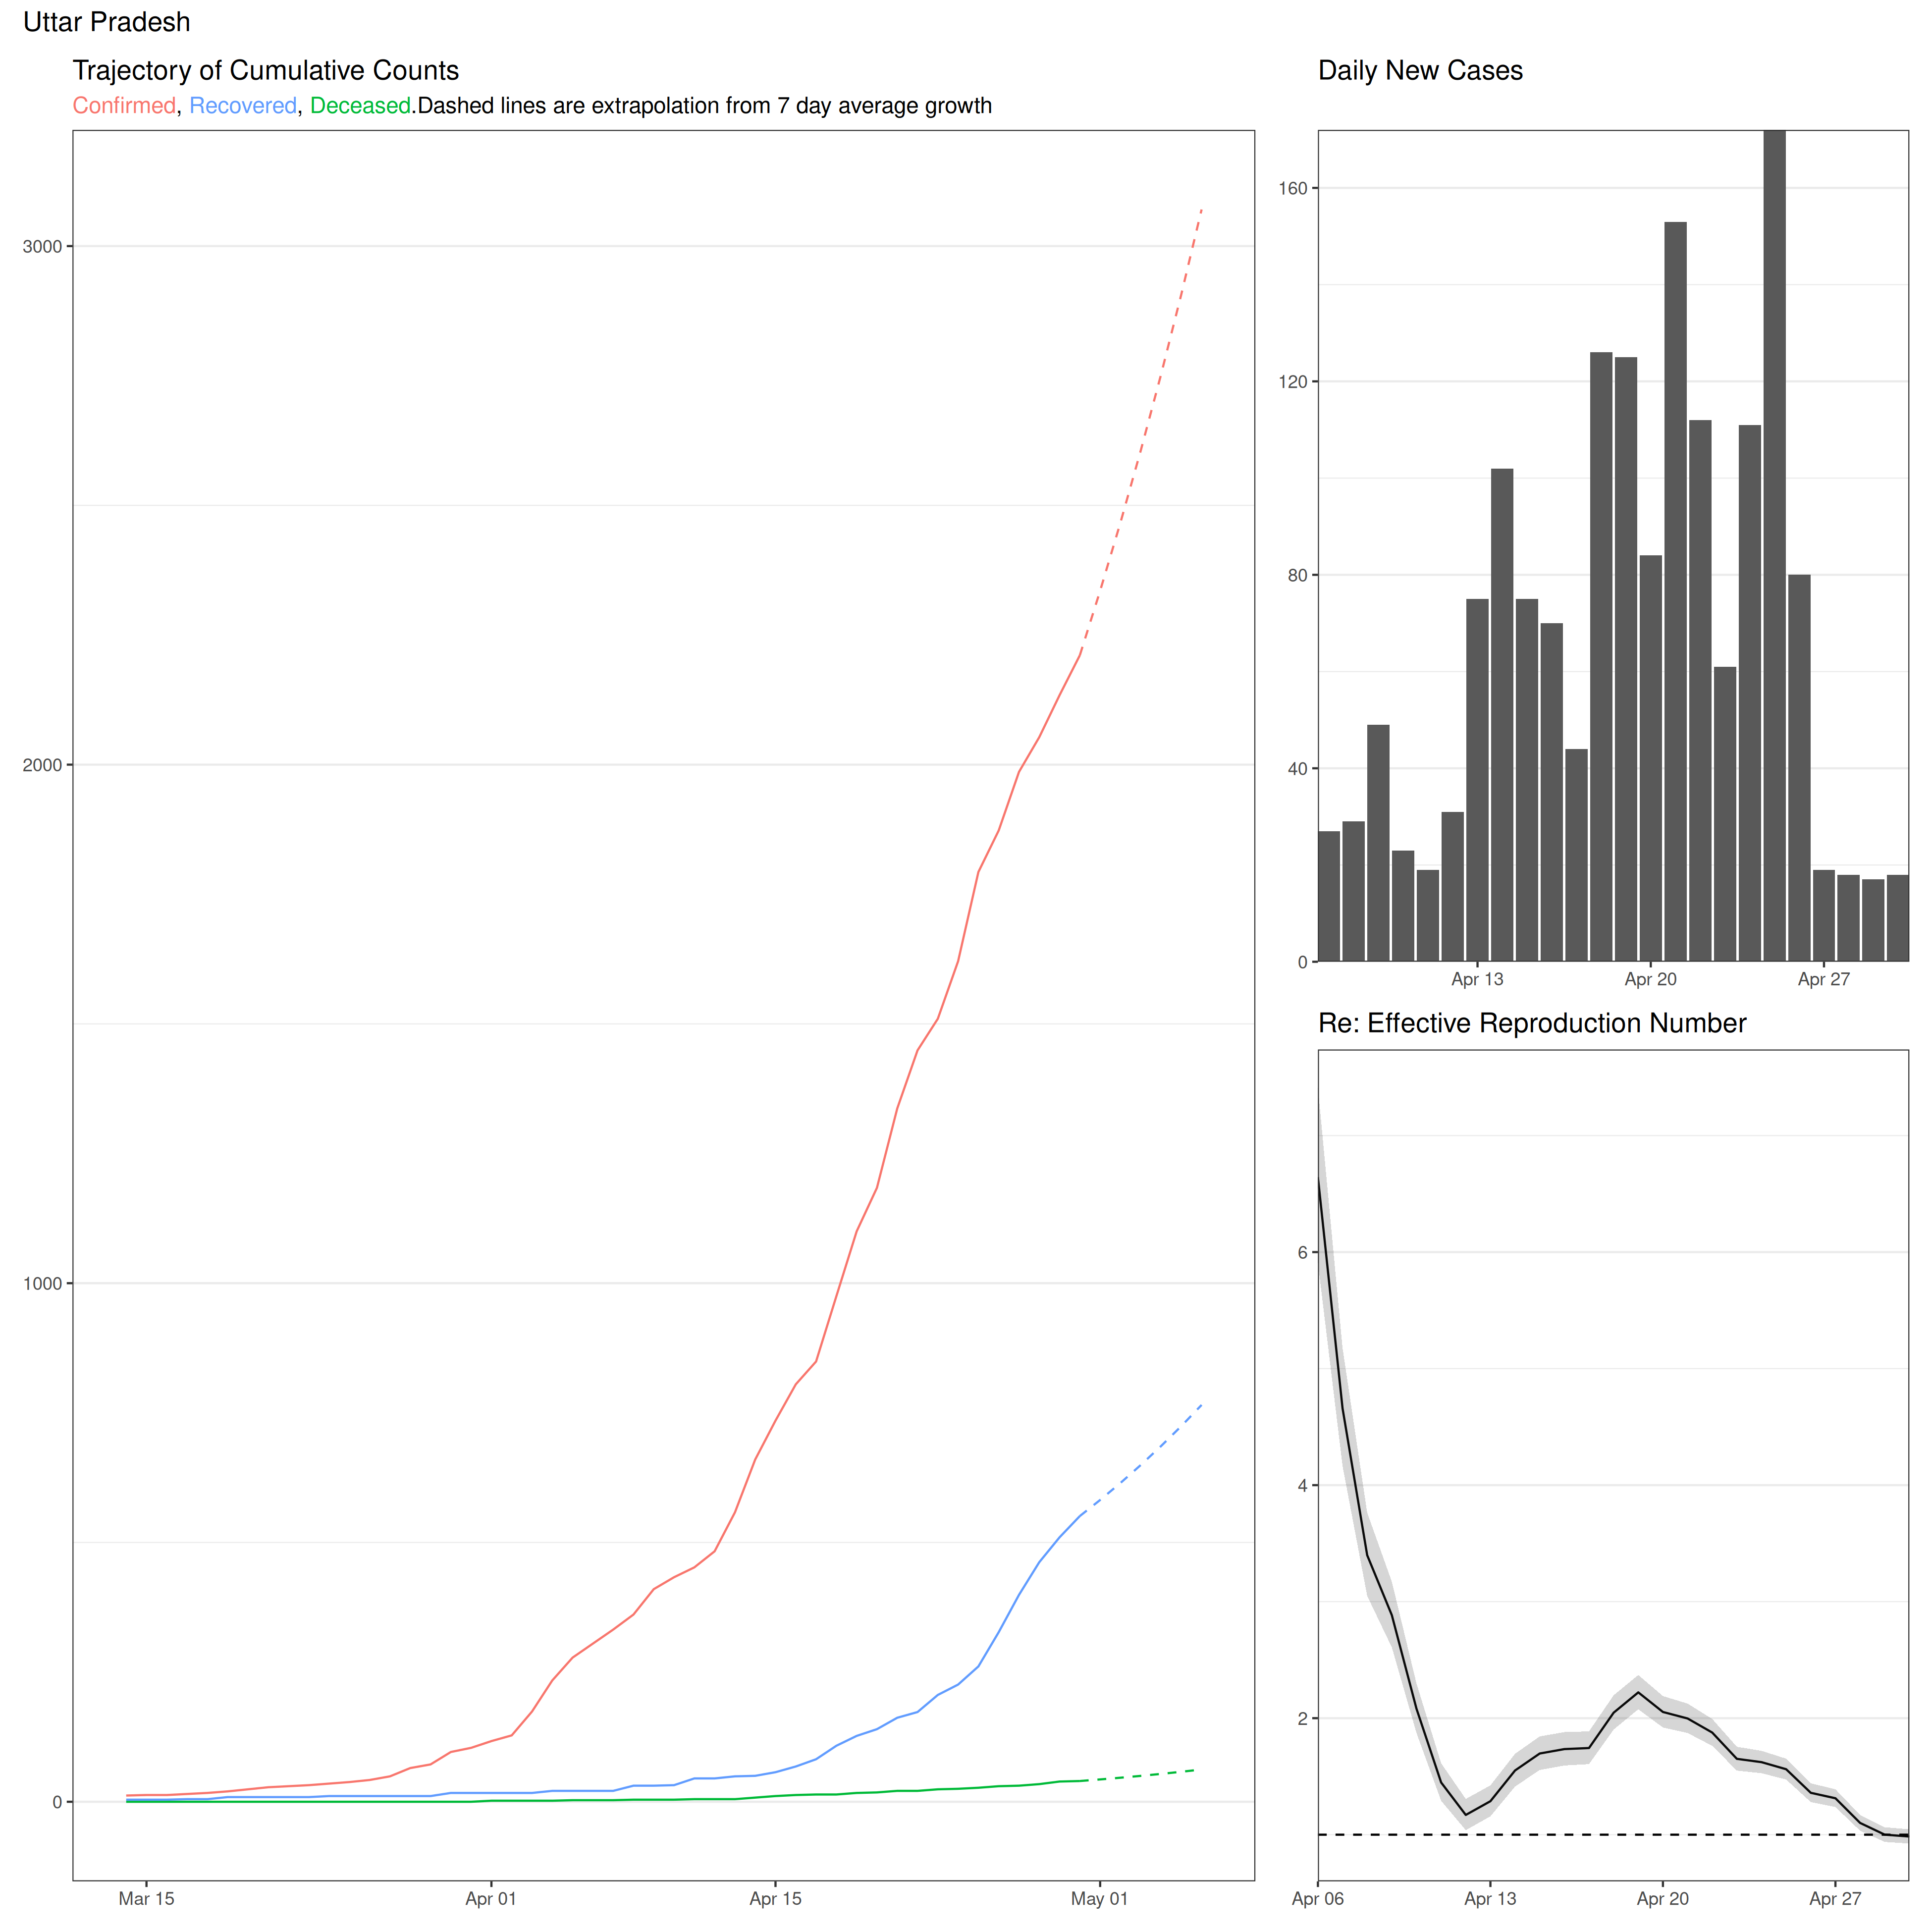 Uttar Pradesh
Trajectory of Cumulative Counts
Confirmed, Recovered, Deceased.Dashed lines are extrapolation from 7 day average growth
3000
2000
1000
0
Mar 15 Apr 01 Apr 15 May 01
Daily New Cases
160
120
80
40
0
Apr 13 Apr 20 Apr 27
Re: Effective Reproduction Number
6
4
2
Apr 06 Apr 13 Apr 20 Apr 27